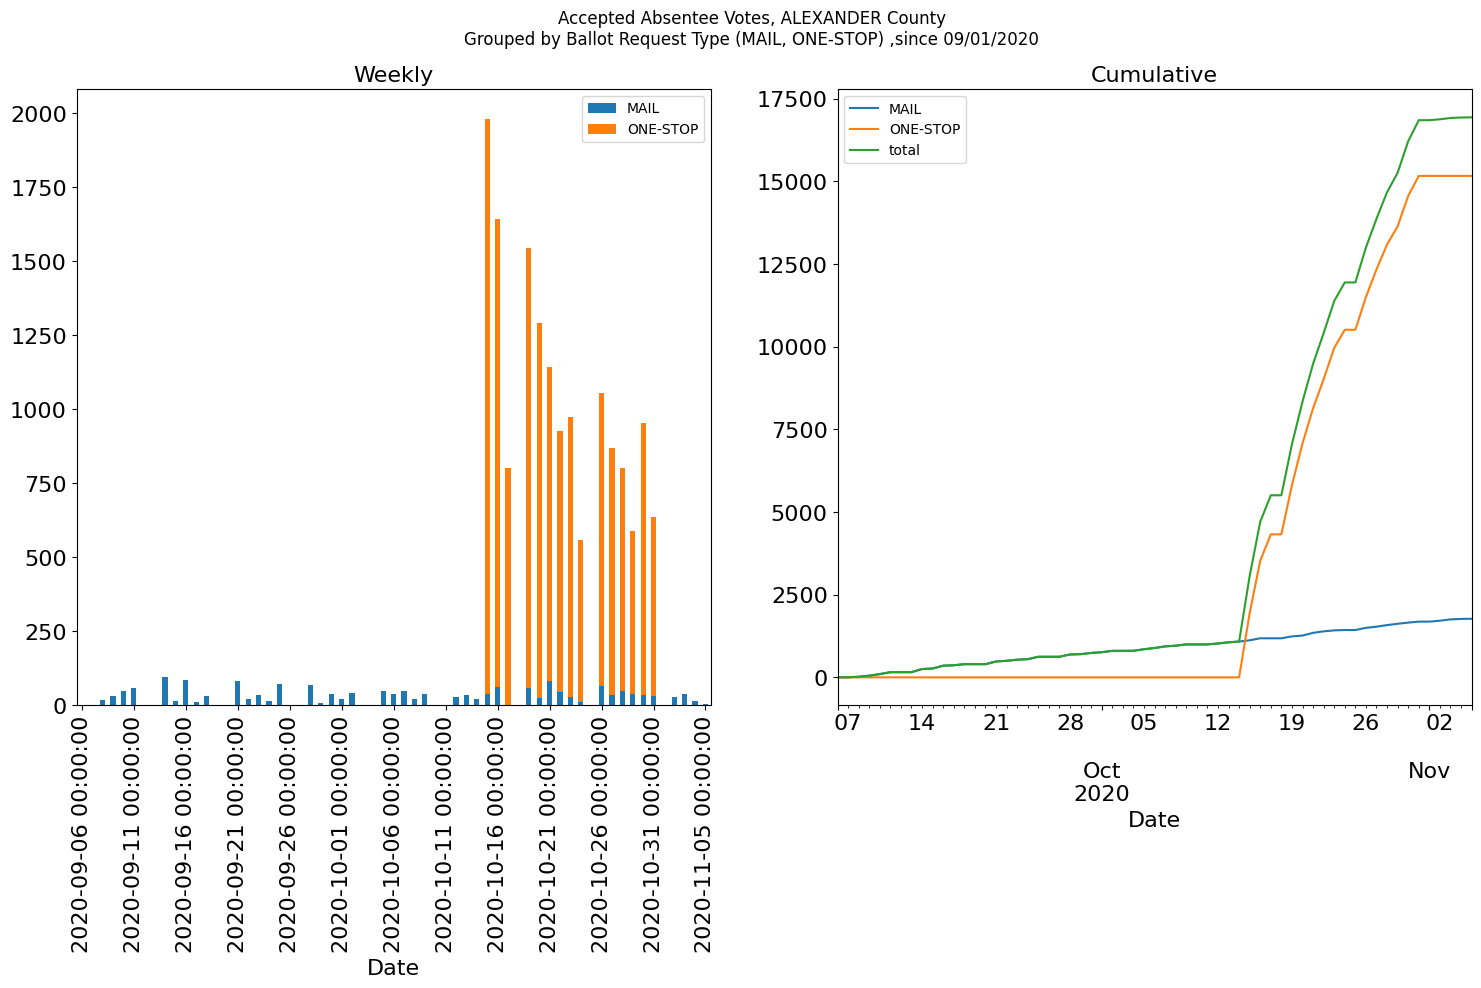 Accepted Absentee Votes, ALEXANDER County
Grouped by Ballot Request Type (MAIL, ONE-STOP) ,since 09/01/2020
Weekly
2000
1750
1500
1250
1000
750
500
250
0
MAIL
ONE-STOP
2020-09-06 00:00:00
2020-09-11 00:00:00
2020-09-16 00:00:00
2020-09-21 00:00:00
2020-09-26 00:00:00
2020-10-01 00:00:00
2020-10-06 00:00:00
2020-10-11 00:00:00
2020-10-16 00:00:00
2020-10-21 00:00:00
2020-10-26 00:00:00
2020-10-31 00:00:00
2020-11-05 00:00:00
Date
Cumulative
17500
15000
12500
10000
7500
5000
2500
0
MAIL
ONE-STOP
total
07 14 21 28 05 12 19 26 02
Oct Nov
2020
Date